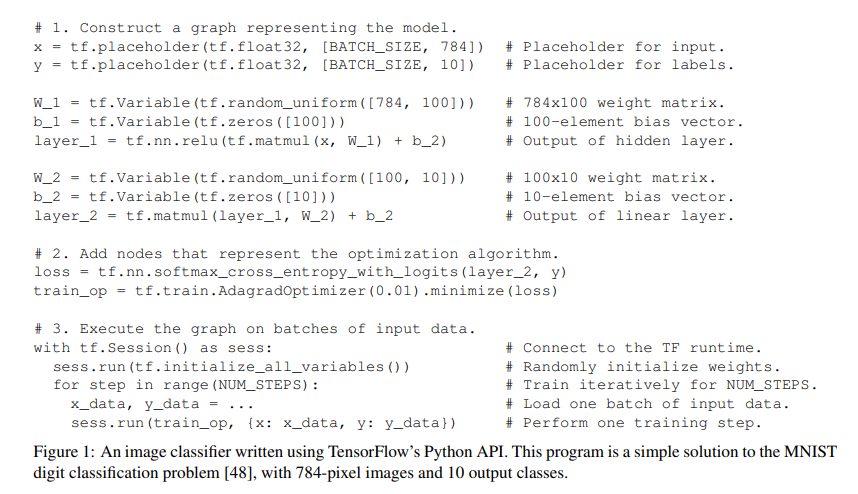 # 1. Construct a graph representing the model.
x = tf.placeholder(tf.float32, [BATCH_SIZE, 784]) # Placeholder for input.
y = tf.placeholder(tf.float32, [BATCH_SIZE, 10]) # Placeholder for labels.
W_1 = tf.Variable(tf.random_uniform([784, 100])) # 784x100 weight matrix.
b_1 = tf.Variable(tf.zeros([100])) # 100-element bias vector.
layer_1 = tf.nn.relu(tf.matmul(x, W_1) + b_2) # Output of hidden layer.
W_2 = tf.Variable(tf.random_uniform([100, 10])) # 100x10 weight matrix.
b_2 = tf.Variable(tf.zeros([10])) # 10-element bias vector.
layer_2 = tf.matmul(layer_1, W_2) + b_2 # Output of linear layer.
# 2. Add nodes that represent the optimization algorithm.
loss = tf.nn.softmax_cross_entropy_with_logits(layer_2, y)
train_op = tf.train.AdagradOptimizer(0.01).minimize(loss)
# 3. Execute the graph on batches of input data.
with tf.Session() as sess: # Connect to the TF runtime.
  sess.run(tf.initialize_all_variables()) # Randomly initialize weights.
  for step in range(NUM_STEPS): # Train iteratively for NUM_STEPS.
    x_data, y_data = ... # Load one batch of input data.
    sess.run(train_op, {x: x_data, y: y_data}) # Perform one training step.
Figure 1: An image classifier written using TensorFlow's Python API. This program is a simple solution to the MNIST
digit classification problem [48], with 784-pixel images and 10 output classes.